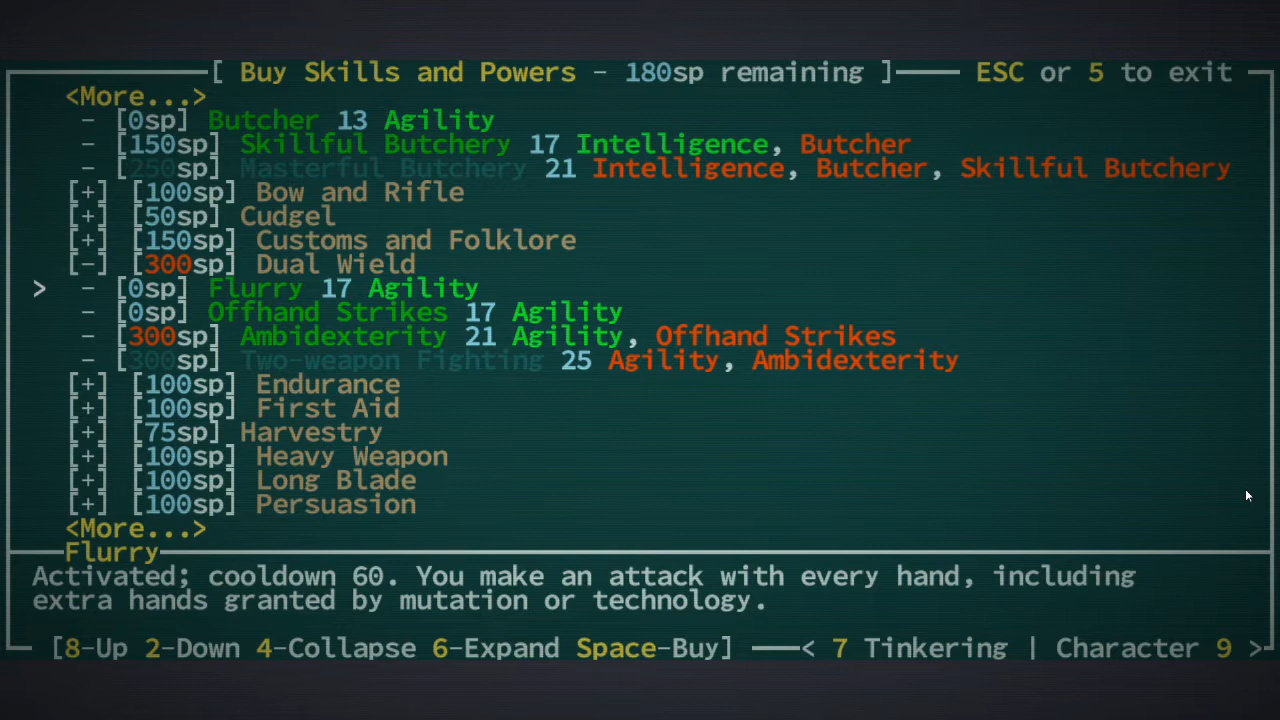 [ Buy Skills and Powers - 180sp remaining ] ESC or 5 to exit
<More...>
- [0sp] Butcher 13 Agility
- [150sp] Skillful Butchery 17 Intelligence, Butcher
- [250sp] Masterful Butchery 21 Intelligence, Butcher, Skillful Butchery
[+] [100sp] Bow and Rifle
[+] [50sp] Cudgel
[+] [150sp] Customs and Folklore
[-] [300sp] Dual Wield
> - [0sp] Flurry 17 Agility
- [0sp] Offhand Strikes 17 Agility
- [300sp] Ambidexterity 21 Agility, Offhand Strikes
- [300sp] Two-weapon Fighting 25 Agility, Ambidexterity
[+] [100sp] Endurance
[+] [100sp] First Aid
[+] [75sp] Harvestry
[+] [100sp] Heavy Weapon
[+] [100sp] Long Blade
[+] [100sp] Persuasion
<More...>
Flurry
Activated; cooldown 60. You make an attack with every hand, including
extra hands granted by mutation or technology.
[8-Up 2-Down 4-Collapse 6-Expand Space-Buy] < 7 Tinkering | Character 9 >